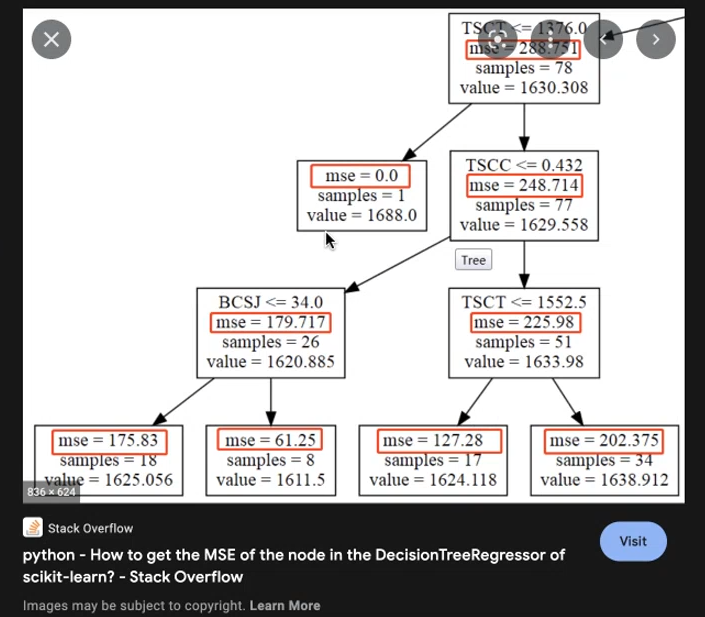 TSCT <= 1376.0
mse = 288.751
samples = 78
value = 1630.308
mse = 0.0
samples = 1
value = 1688.0
TSCC <= 0.432
mse = 248.714
samples = 77
value = 1629.558
Tree
BCSJ <= 34.0
mse = 179.717
samples = 26
value = 1620.885
TSCT <= 1552.5
mse = 225.98
samples = 51
value = 1633.98
mse = 175.83
samples = 18
value = 1625.056
mse = 61.25
samples = 8
value = 1611.5
mse = 127.28
samples = 17
value = 1624.118
mse = 202.375
samples = 34
value = 1638.912
836 × 624
Stack Overflow
python - How to get the MSE of the node in the DecisionTreeRegressor of
scikit-learn? - Stack Overflow
Visit
Images may be subject to copyright. Learn More